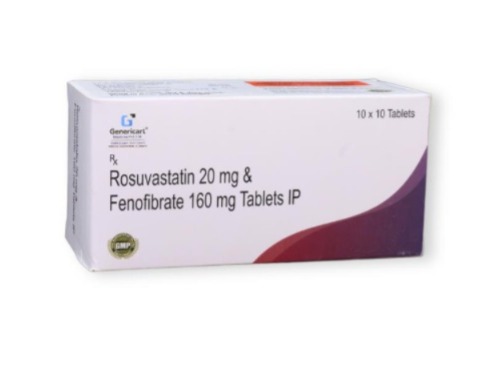 Genericart
10 x 10 Tablets
Rx
Rosuvastatin 20 mg &
Fenofibrate 160 mg Tablets IP
GMP